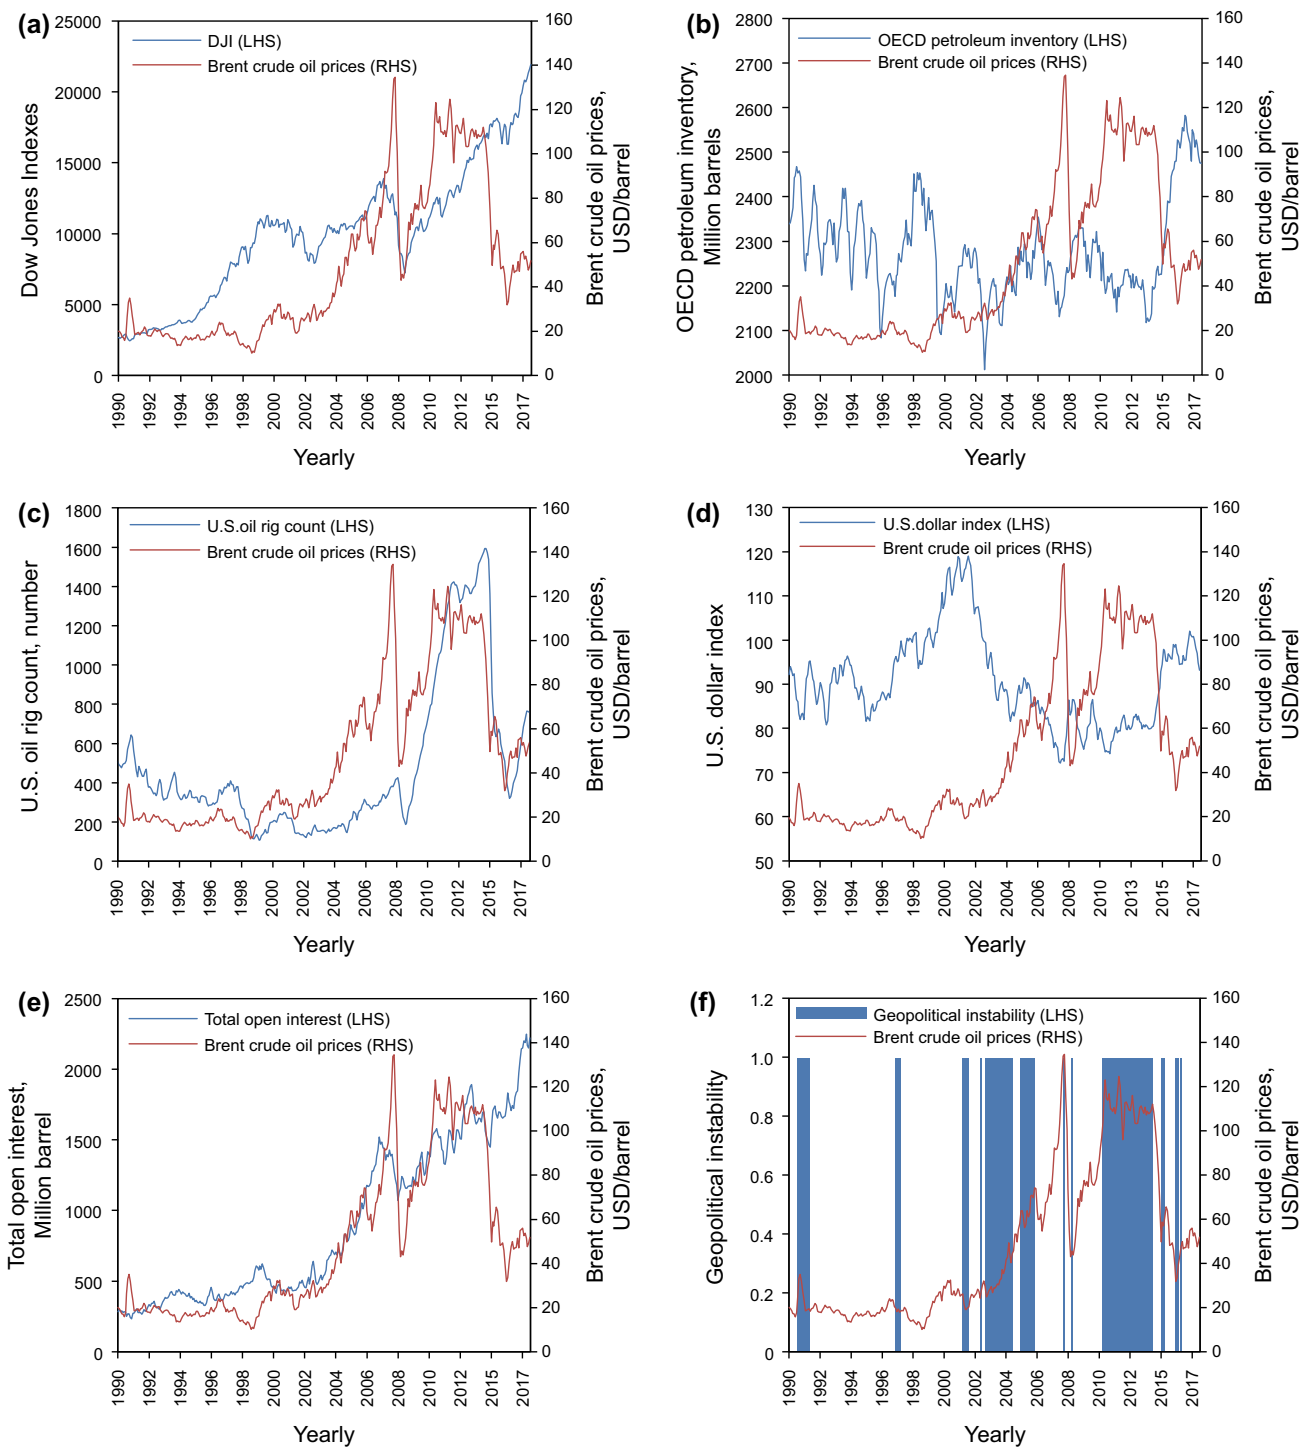 (a)
DJI (LHS)
Brent crude oil prices (RHS)
25000
20000
15000
10000
5000
0
160
140
120
100
80
60
40
20
0
Dow Jones Indexes
Brent crude oil prices,
USD/barrel
1990 1992 1994 1996 1998 2000 2002 2004 2006 2008 2010 2012 2015 2017
Yearly
(b)
OECD petroleum inventory (LHS)
Brent crude oil prices (RHS)
2800
2700
2600
2500
2400
2300
2200
2100
2000
160
140
120
100
80
60
40
20
0
OECD petroleum inventory,
Million barrels
Brent crude oil prices,
USD/barrel
1990 1992 1994 1996 1998 2000 2002 2004 2006 2008 2010 2012 2015 2017
Yearly
(c)
U.S.oil rig count (LHS)
Brent crude oil prices (RHS)
1800
1600
1400
1200
1000
800
600
400
200
0
160
140
120
100
80
60
40
20
0
U.S. oil rig count, number
Brent crude oil prices,
USD/barrel
1990 1992 1994 1996 1998 2000 2002 2004 2006 2008 2010 2012 2015 2017
Yearly
(d)
U.S.dollar index (LHS)
Brent crude oil prices (RHS)
130
120
110
100
90
80
70
60
50
160
140
120
100
80
60
40
20
0
U.S. dollar index
Brent crude oil prices,
USD/barrel
1990 1992 1994 1996 1998 2000 2002 2004 2006 2008 2010 2013 2015 2017
Yearly
(e)
Total open interest (LHS)
Brent crude oil prices (RHS)
2500
2000
1500
1000
500
0
160
140
120
100
80
60
40
20
0
Total open interest,
Million barrel
Brent crude oil prices,
USD/barrel
1990 1992 1994 1996 1998 2000 2002 2004 2006 2008 2010 2012 2015 2017
Yearly
(f)
Geopolitical instability (LHS)
Brent crude oil prices (RHS)
1.2
1.0
0.8
0.6
0.4
0.2
0
160
140
120
100
80
60
40
20
0
Geopolitical instability
Brent crude oil prices,
USD/barrel
1990 1992 1994 1996 1998 2000 2002 2004 2006 2008 2010 2012 2015 2017
Yearly